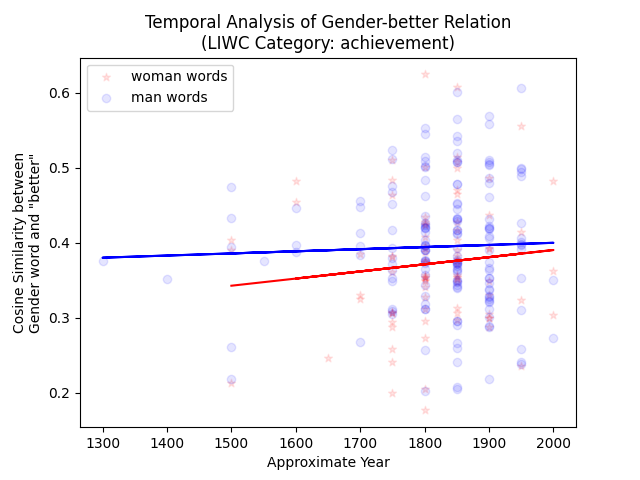 Temporal Analysis of Gender-better Relation
(LIWC Category: achievement)
woman words
man words
0.6
0.5
0.4
0.3
0.2
Cosine Similarity between
Gender word and "better"
1300 1400 1500 1600 1700 1800 1900 2000
Approximate Year